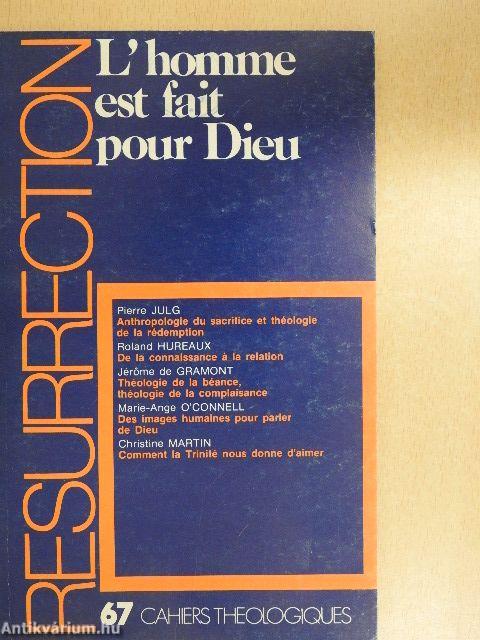 RESURRECTION
L'homme
est fait
pour Dieu
Pierre JULG
Anthropologie du sacrifice et théologie
de la rédemption
Roland HUREAUX
De la connaissance à la relation
Jérôme de GRAMONT
Théologie de la béance,
théologie de la complaisance
Marie-Ange O'CONNELL
Des images humaines pour parler
de Dieu
Christine MARTIN
Comment la Trinité nous donne d'aimer
67 CAHIERS THEOLOGIQUES
Antikvárium.hu